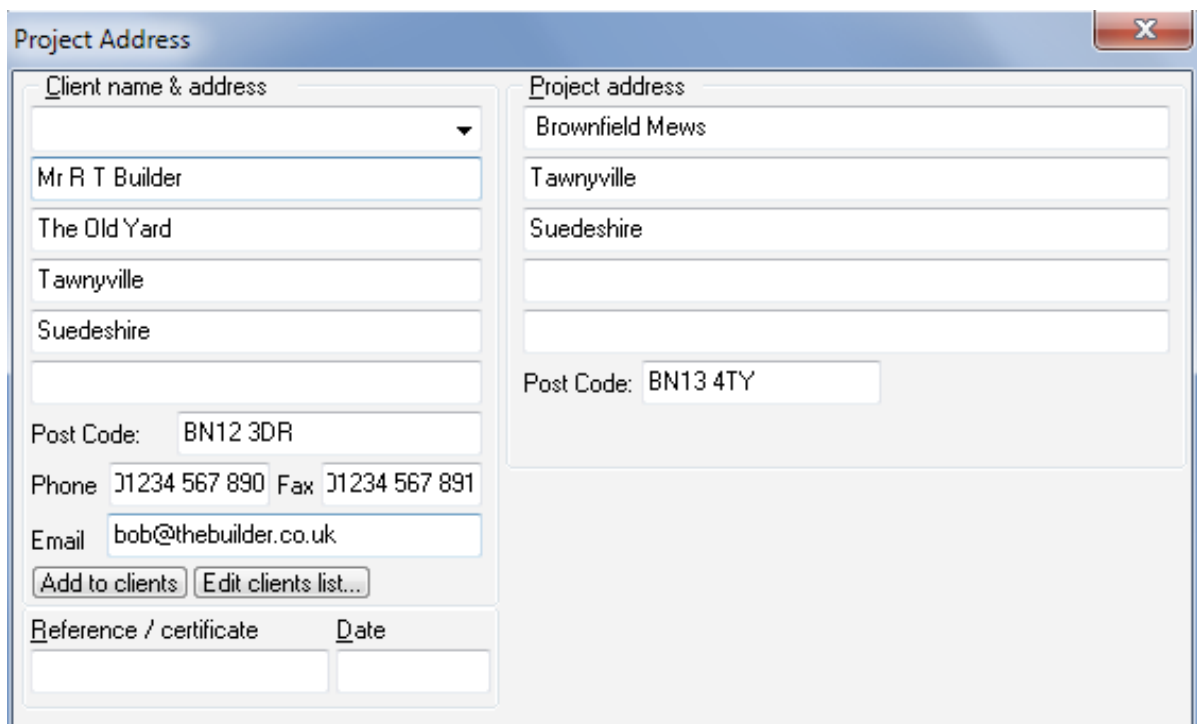 Project Address
x
Client name & address
Mr R T Builder
The Old Yard
Tawnyville
Suedeshire
Post Code: BN12 3DR
Phone 01234 567 890 Fax 01234 567 891
Email bob@thebuilder.co.uk
Add to clients Edit clients list...
Reference / certificate Date
Project address
Brownfield Mews
Tawnyville
Suedeshire
Post Code: BN13 4TY